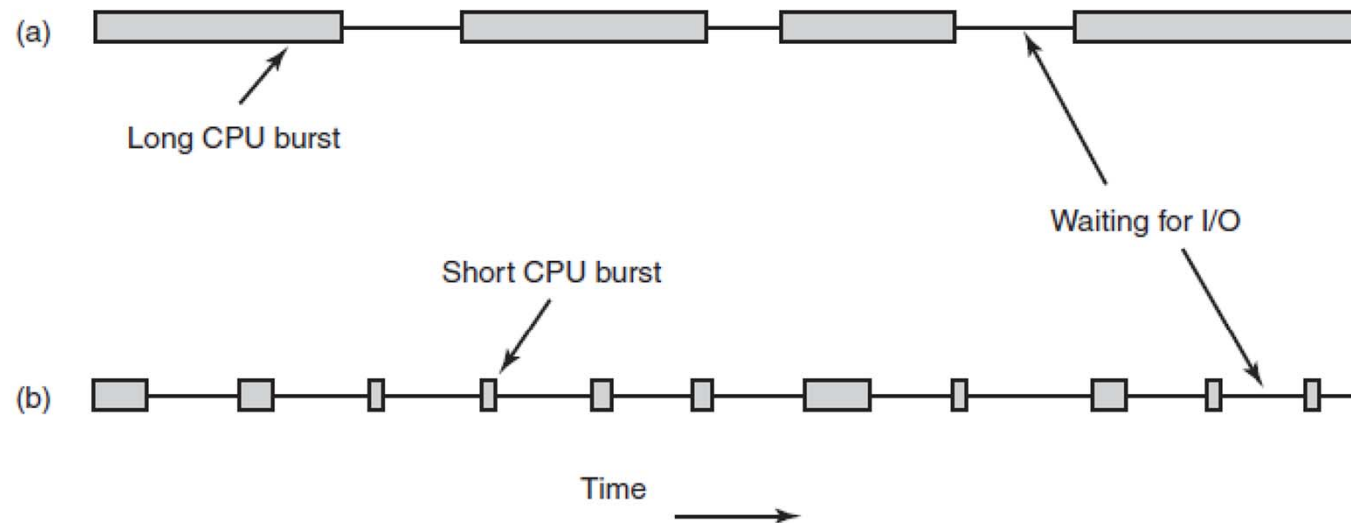 (a)
Long CPU burst
Waiting for I/O
Short CPU burst
(b)
Time